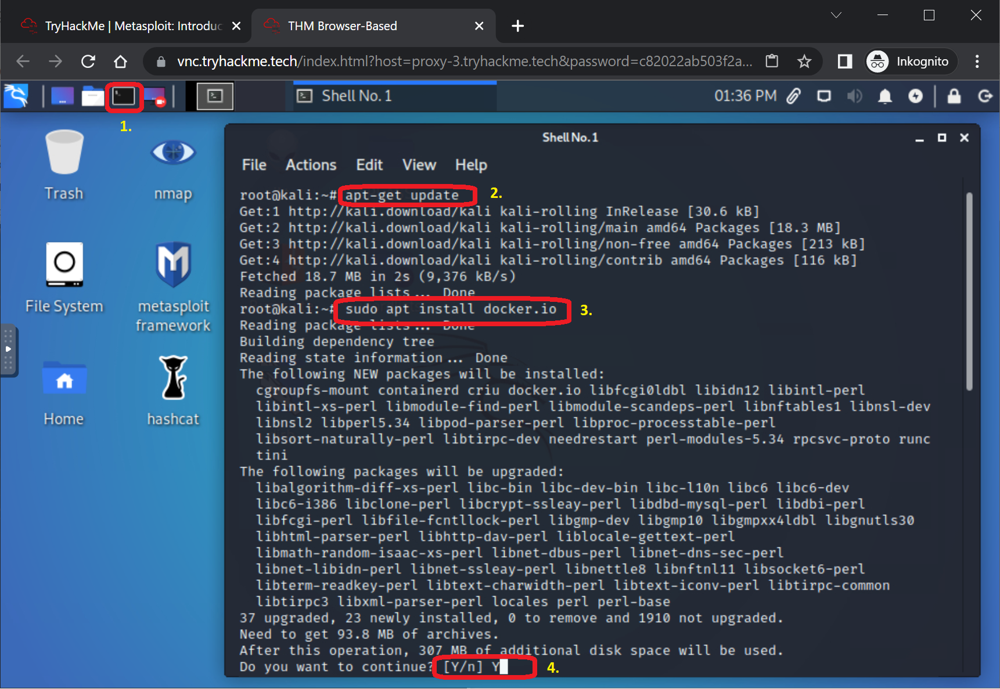 TryHackMe | Metasploit: Introduc
THM Browser-Based
vnc.tryhackme.tech/index.html?host=proxy-3.tryhackme.tech&password=c82022ab503f2a...
Inkognito
Shell No. 1
01:36 PM
1.
Trash
nmap
File System
metasploit
framework
Home
hashcat
Shell No. 1
File Actions Edit View Help
root@kali:~# apt-get update
2.
Get:1 http://kali.download/kali kali-rolling InRelease [30.6 kB]
Get:2 http://kali.download/kali kali-rolling/main amd64 Packages [18.3 MB]
Get:3 http://kali.download/kali kali-rolling/non-free amd64 Packages [213 kB]
Get:4 http://kali.download/kali kali-rolling/contrib amd64 Packages [116 kB]
Fetched 18.7 MB in 2s (9,376 kB/s)
Reading package lists... Done
root@kali:~# sudo apt install docker.io
3.
Reading package lists... Done
Building dependency tree
Reading state information... Done
The following NEW packages will be installed:
cgroupfs-mount containerd criu docker.io libfcgi0ldbl libidn12 libintl-perl
libintl-xs-perl libmodule-find-perl libmodule-scandeps-perl libnftables1 libnsl-dev
libnsl2 libperl5.34 libpod-parser-perl libproc-processtable-perl
libsort-naturally-perl libtirpc-dev needrestart perl-modules-5.34 rpcsvc-proto runc
tini
The following packages will be upgraded:
libalgorithm-diff-xs-perl libc-bin libc-dev-bin libc-l10n libc6 libc6-dev
libc6-i386 libclone-perl libcrypt-ssleay-perl libdbd-mysql-perl libdbi-perl
libfcgi-perl libfile-fcntllock-perl libgmp-dev libgmp10 libgmpxx4ldbl libgnutls30
libhtml-parser-perl libhttp-dav-perl liblocale-gettext-perl
libmath-random-isaac-xs-perl libnet-dbus-perl libnet-dns-sec-perl
libnet-libidn-perl libnet-ssleay-perl libnettle8 libnftnl11 libsocket6-perl
libterm-readkey-perl libtext-charwidth-perl libtext-iconv-perl libtirpc-common
libtirpc3 libxml-parser-perl locales perl perl-base
37 upgraded, 23 newly installed, 0 to remove and 1910 not upgraded.
Need to get 93.8 MB of archives.
After this operation, 307 MB of additional disk space will be used.
Do you want to continue? [Y/n] Y
4.